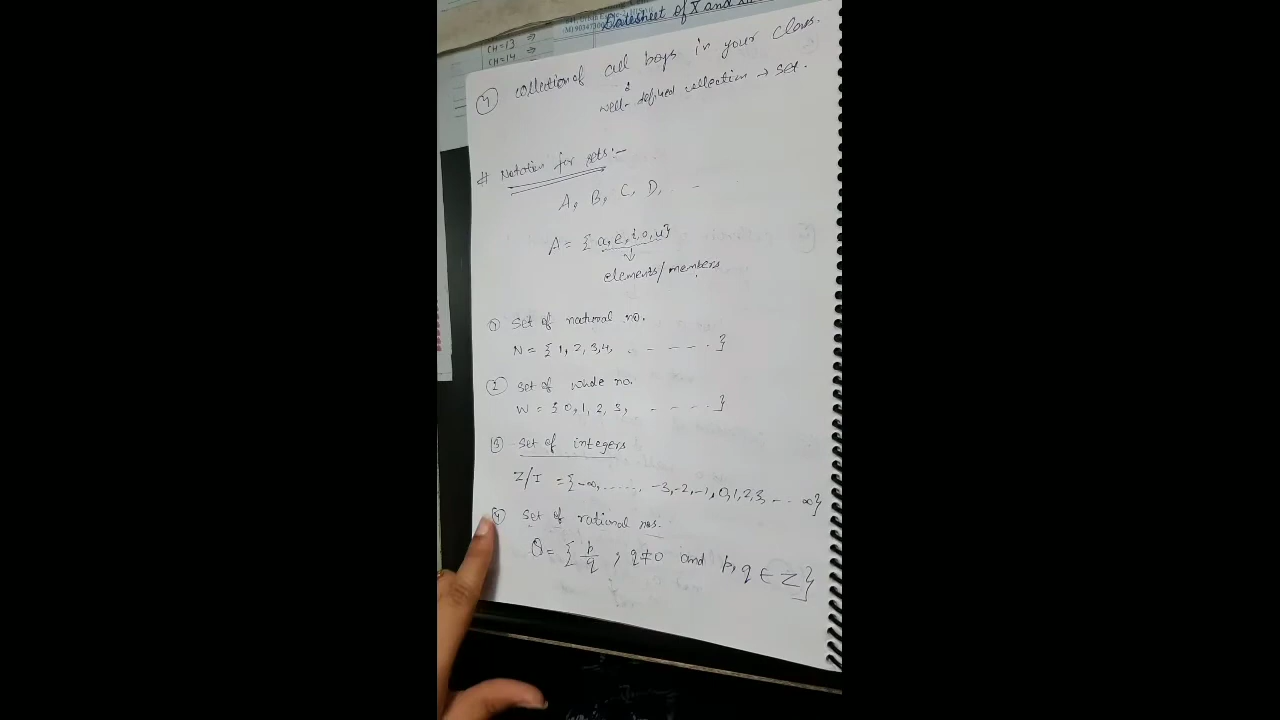 Datesheet of X and
CH=13 ⇒
CH=14 ⇒
4) collection of all boys in your class.
well-defined collection → set.
# Notation for sets:-
A, B, C, D, . -
A = { a, e, i, o, u}
elements/members
① Set of natural no.
N = { 1, 2, 3, 4, . - - - - . }
② Set of whole no.
W = { 0, 1, 2, 3, . - - . . }
③ Set of integers
Z/I = {-∞, ......, -3, -2, -1, 0, 1, 2, 3, - . . ∞}
④ Set of rational nos.
Q = { p/q , q≠0 and p, q ∈ Z }